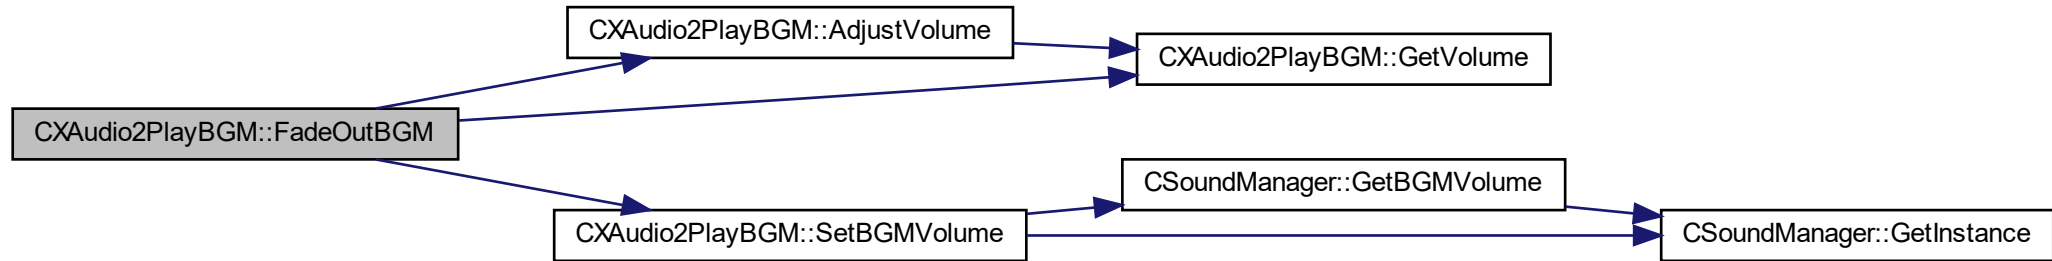 CXAudio2PlayBGM::AdjustVolume
CXAudio2PlayBGM::GetVolume
CXAudio2PlayBGM::FadeOutBGM
CSoundManager::GetBGMVolume
CXAudio2PlayBGM::SetBGMVolume
CSoundManager::GetInstance